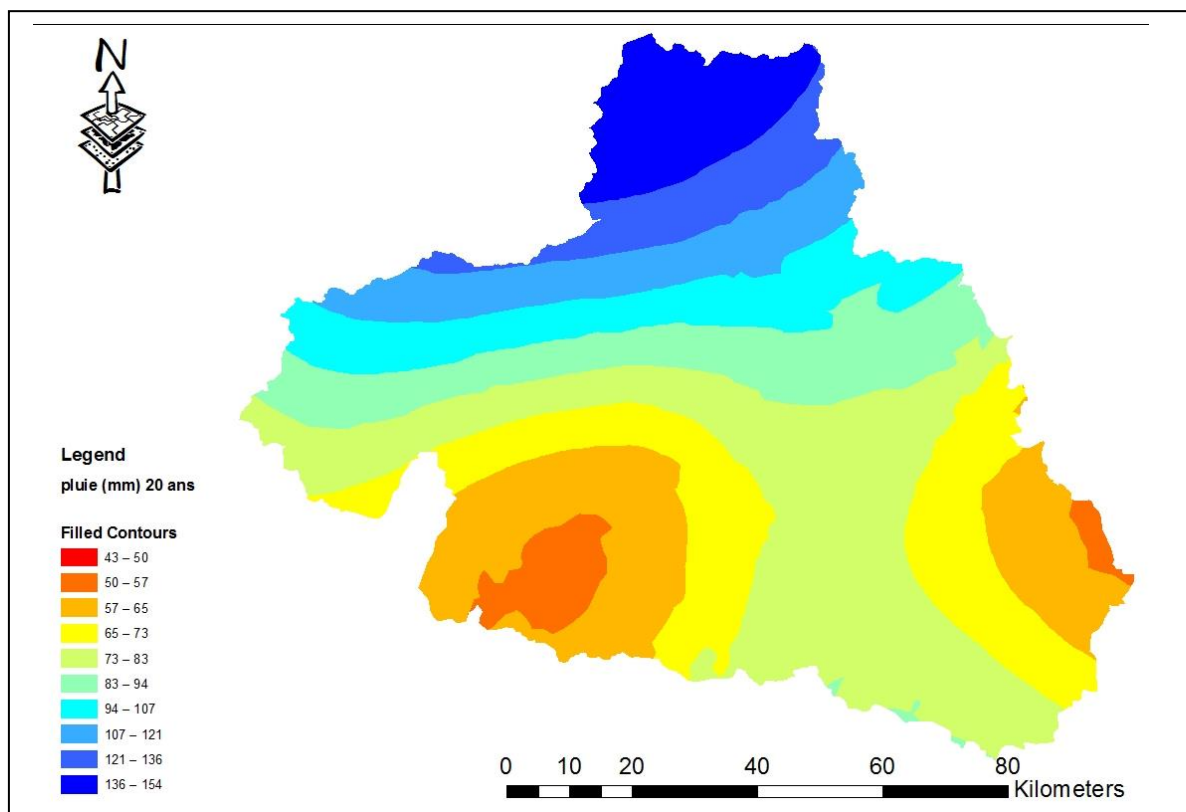 N
Legend
pluie (mm) 20 ans
Filled Contours
43 – 50
50 – 57
57 – 65
65 – 73
73 – 83
83 – 94
94 – 107
107 – 121
121 – 136
136 – 154
0 10 20 40 60 80
Kilometers